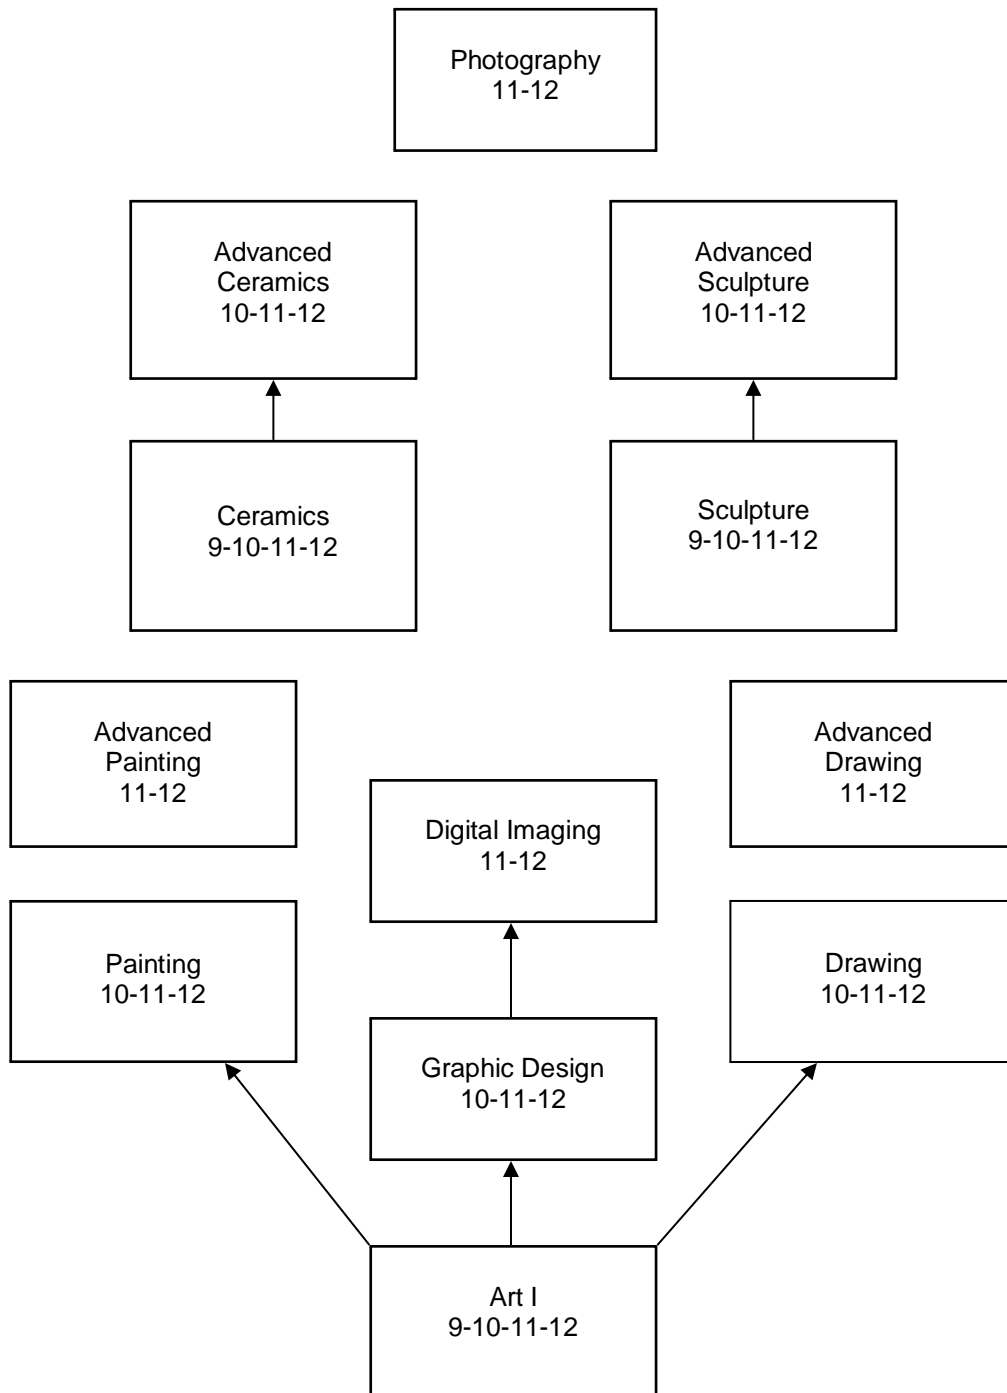 Photography
11-12
Advanced
Ceramics
10-11-12
Advanced
Sculpture
10-11-12
Ceramics
9-10-11-12
Sculpture
9-10-11-12
Advanced
Painting
11-12
Advanced
Drawing
11-12
Digital Imaging
11-12
Painting
10-11-12
Drawing
10-11-12
Graphic Design
10-11-12
Art I
9-10-11-12